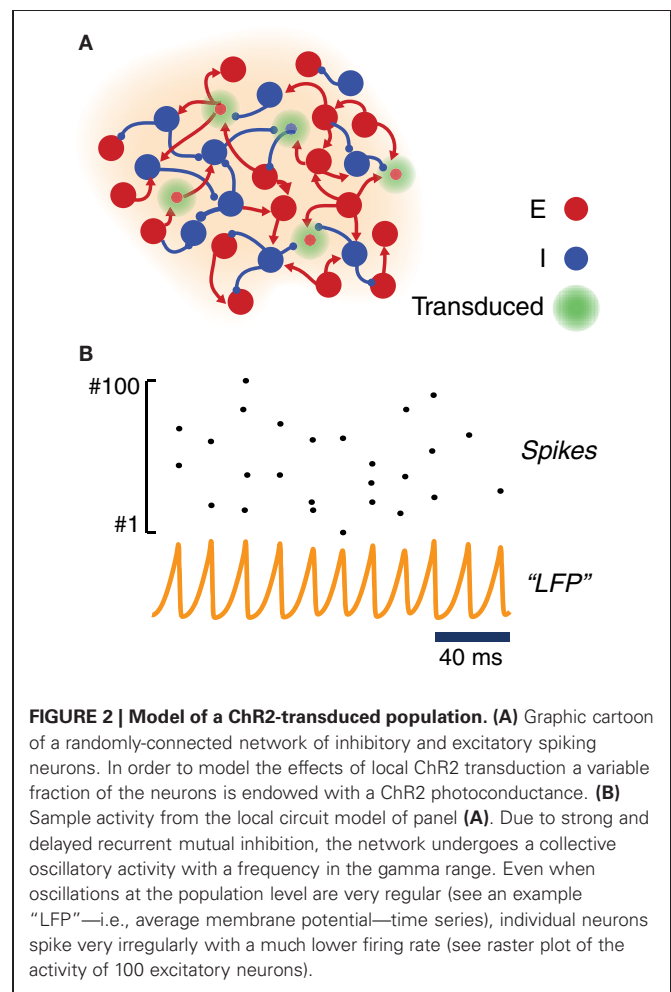 A
E
I
Transduced
B
#100
Spikes
#1
“LFP”
40 ms
FIGURE 2 | Model of a ChR2-transduced population. (A) Graphic cartoon
of a randomly-connected network of inhibitory and excitatory spiking
neurons. In order to model the effects of local ChR2 transduction a variable
fraction of the neurons is endowed with a ChR2 photoconductance. (B)
Sample activity from the local circuit model of panel (A). Due to strong and
delayed recurrent mutual inhibition, the network undergoes a collective
oscillatory activity with a frequency in the gamma range. Even when
oscillations at the population level are very regular (see an example
“LFP”—i.e., average membrane potential—time series), individual neurons
spike very irregularly with a much lower firing rate (see raster plot of the
activity of 100 excitatory neurons).